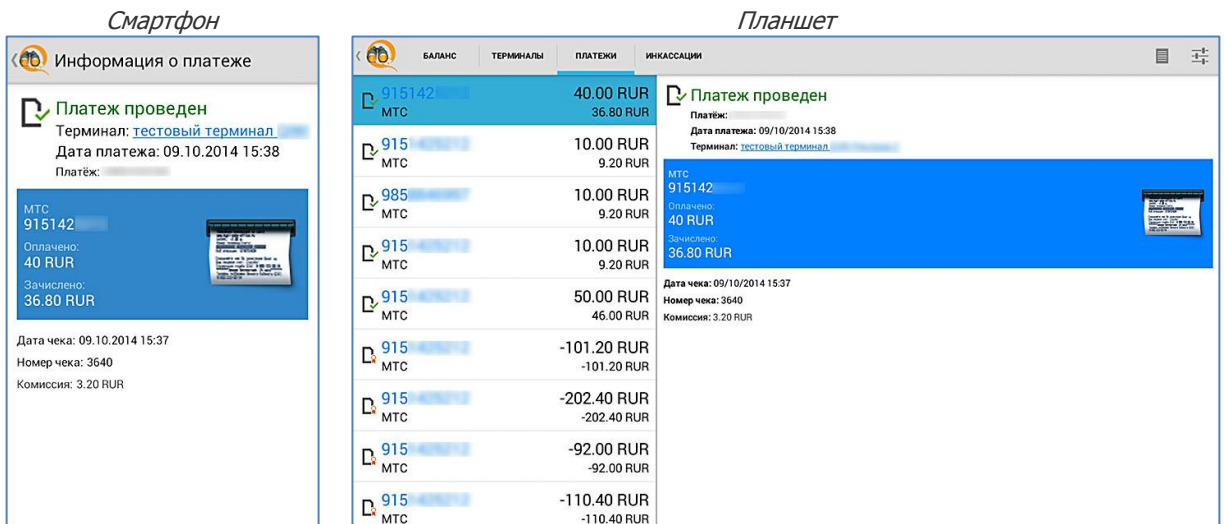 Смартфон
Информация о платеже
Платеж проведен
Терминал: тестовый терминал
Дата платежа: 09.10.2014 15:38
Платёж:
МТС
915142
Оплачено:
40 RUR
Зачислено:
36.80 RUR
Дата чека: 09.10.2014 15:37
Номер чека: 3640
Комиссия: 3.20 RUR
Планшет
БАЛАНС ТЕРМИНАЛЫ ПЛАТЕЖИ ИНКАССАЦИИ
915142 40.00 RUR
МТС 36.80 RUR
915 10.00 RUR
МТС 9.20 RUR
985 10.00 RUR
МТС 9.20 RUR
915 10.00 RUR
МТС 9.20 RUR
915 50.00 RUR
МТС 46.00 RUR
915 -101.20 RUR
МТС -101.20 RUR
915 -202.40 RUR
МТС -202.40 RUR
915 -92.00 RUR
МТС -92.00 RUR
915 -110.40 RUR
МТС -110.40 RUR
Платеж проведен
Платёж:
Дата платежа: 09/10/2014 15:38
Терминал: тестовый терминал
МТС
915142
Оплачено:
40 RUR
Зачислено:
36.80 RUR
Дата чека: 09/10/2014 15:37
Номер чека: 3640
Комиссия: 3.20 RUR